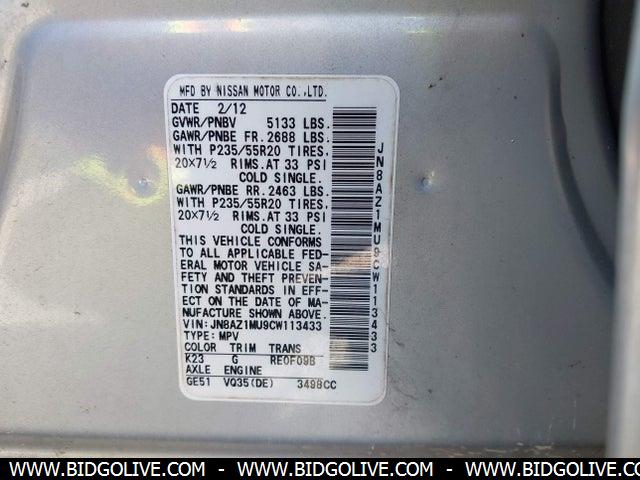 MFD BY NISSAN MOTOR CO.,LTD.
DATE 2/12
GVWR/PNBV 5133 LBS.
GAWR/PNBE FR. 2688 LBS.
WITH P235/55R20 TIRES,
20X7½ RIMS.AT 33 PSI
COLD SINGLE.
GAWR/PNBE RR. 2463 LBS.
WITH P235/55R20 TIRES,
20X7½ RIMS.AT 33 PSI
COLD SINGLE.
THIS VEHICLE CONFORMS
TO ALL APPLICABLE FED-
ERAL MOTOR VEHICLE SA-
FETY AND THEFT PREVEN-
TION STANDARDS IN EFF-
ECT ON THE DATE OF MA-
NUFACTURE SHOWN ABOVE.
VIN:JN8AZ1MU9CW113433
TYPE:MPV
COLOR TRIM TRANS
K23 G RE0F09B
AXLE ENGINE
GE51 VQ35(DE) 3498CC
JN8AZ1MU9CW113433
WWW.BIDGOLIVE.COM - WWW.BIDGOLIVE.COM - WWW.BIDGOLIVE.COM